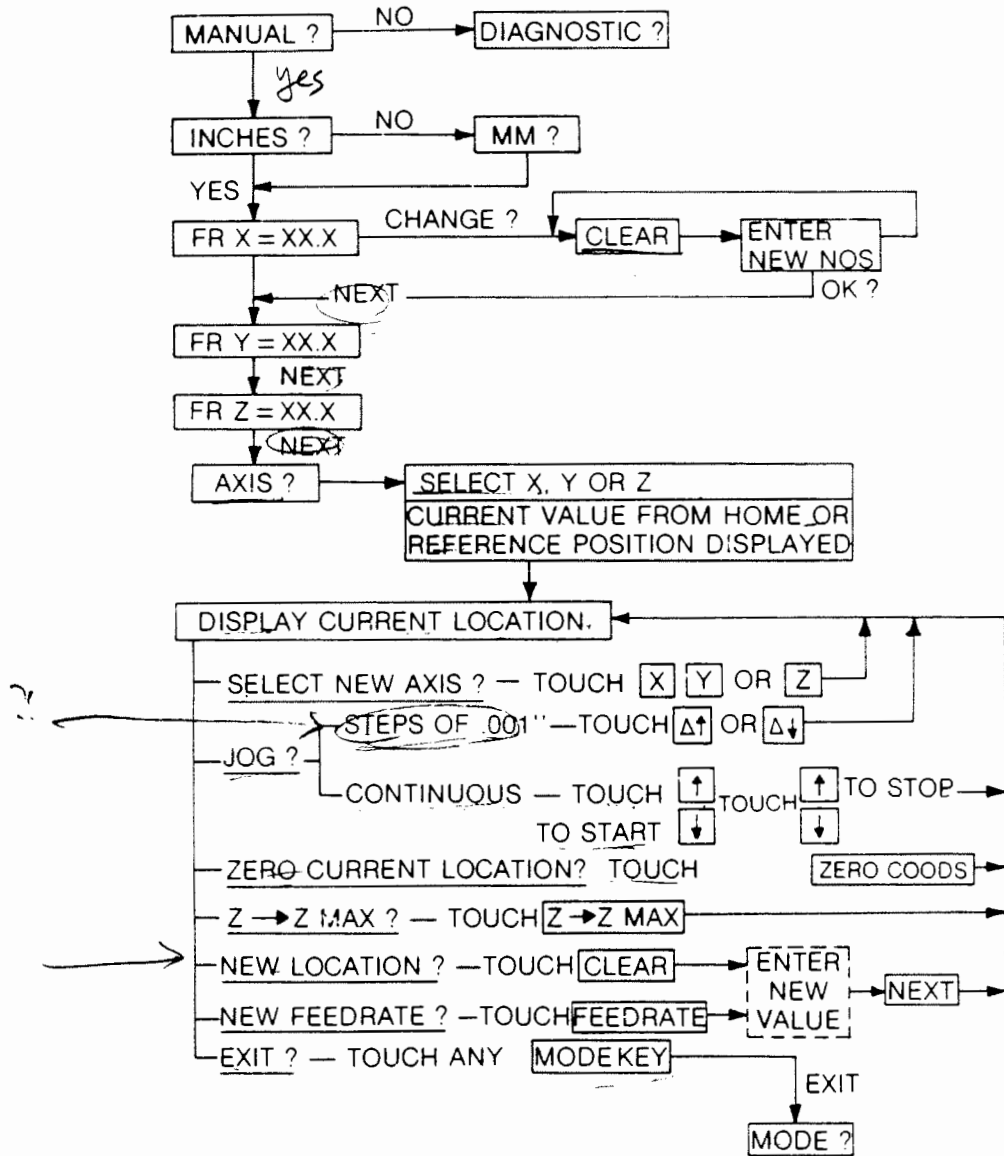 NO
MANUAL ? DIAGNOSTIC ?
yes
INCHES ? NO MM ?
YES
CHANGE ?
FR X = XX.X CLEAR ENTER
NEW NOS
NEXT OK ?
FR Y = XX.X
NEXT
FR Z = XX.X
NEXT
AXIS ? SELECT X, Y OR Z
CURRENT VALUE FROM HOME OR
REFERENCE POSITION DISPLAYED
DISPLAY CURRENT LOCATION.
SELECT NEW AXIS ? — TOUCH X Y OR Z
STEPS OF .001" — TOUCH Δ↑ OR Δ↓
JOG ?
CONTINUOUS — TOUCH ↑ TOUCH ↑ TO STOP
TO START ↓ ↓
ZERO CURRENT LOCATION? TOUCH ZERO COODS
Z → Z MAX ? — TOUCH Z → Z MAX
NEW LOCATION ? — TOUCH CLEAR ENTER
NEW NEXT
NEW FEEDRATE ? — TOUCH FEEDRATE VALUE
EXIT ? — TOUCH ANY MODE KEY
EXIT
MODE ?